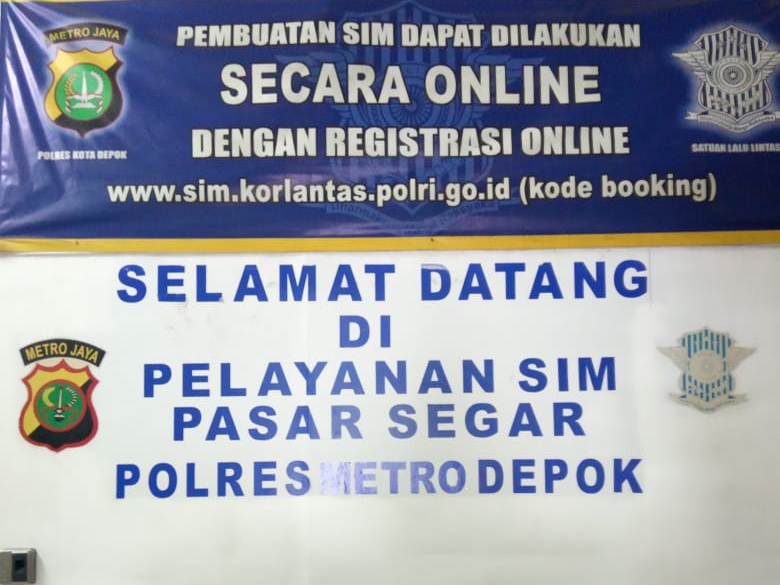 METRO JAYA
POLRES KOTA DEPOK
PEMBUATAN SIM DAPAT DILAKUKAN
SECARA ONLINE
DENGAN REGISTRASI ONLINE
www.sim.korlantas.polri.go.id (kode booking)
SATUAN LALU LINTAS
SELAMAT DATANG
DI
PELAYANAN SIM
PASAR SEGAR
POLRES METRO DEPOK
METRO JAYA